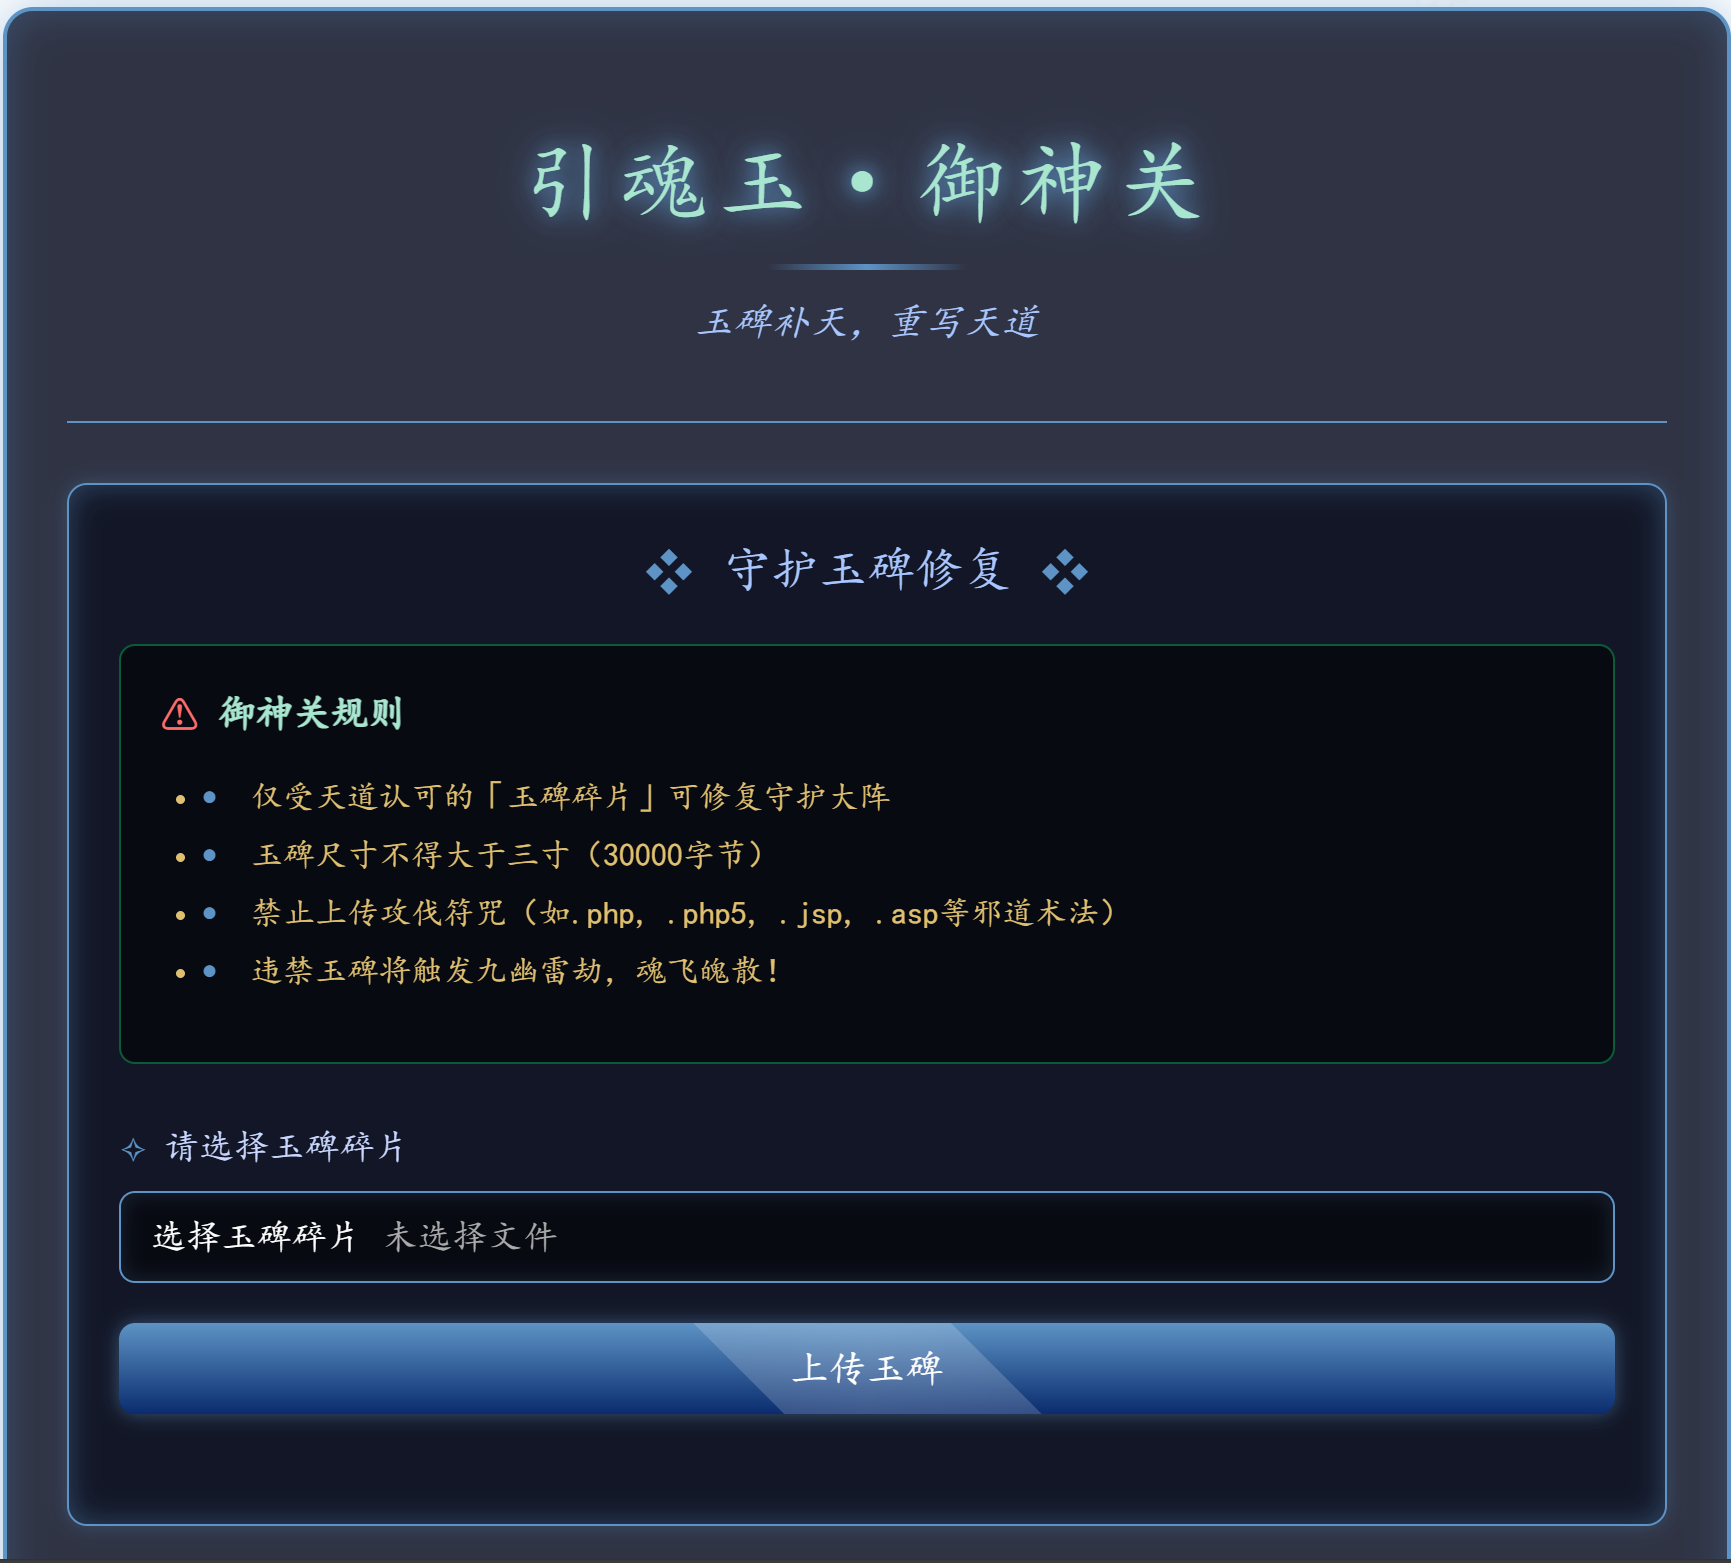 引魂玉·御神关
玉碑补天，重写天道
守护玉碑修复
御神关规则
仅受天道认可的「玉碑碎片」可修复守护大阵
玉碑尺寸不得大于三寸（30000字节）
禁止上传攻伐符咒（如.php，.php5，.jsp，.asp等邪道术法）
违禁玉碑将触发九幽雷劫，魂飞魄散！
请选择玉碑碎片
选择玉碑碎片 未选择文件
上传玉碑